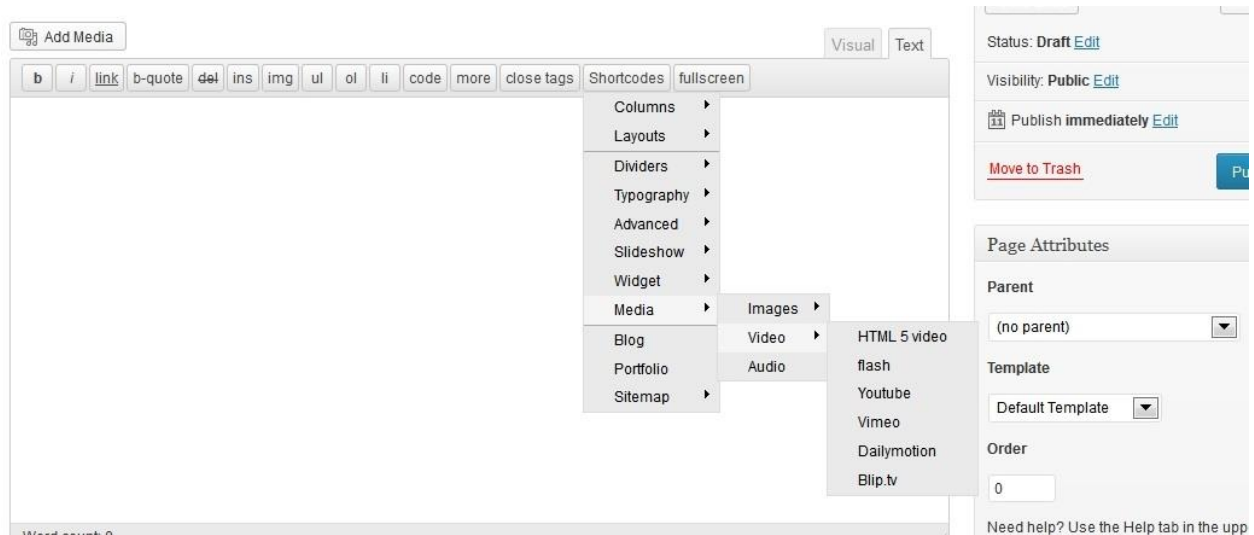 Add Media
Visual Text
b i link b-quote del ins img ul ol li code more close tags Shortcodes fullscreen
Columns
Layouts
Dividers
Typography
Advanced
Slideshow
Widget
Media
Blog
Portfolio
Sitemap
Images
Video
Audio
HTML 5 video
flash
Youtube
Vimeo
Dailymotion
Blip.tv
Status: Draft Edit
Visibility: Public Edit
11 Publish immediately Edit
Move to Trash
Pu
Page Attributes
Parent
(no parent)
Template
Default Template
Order
0
Need help? Use the Help tab in the upp